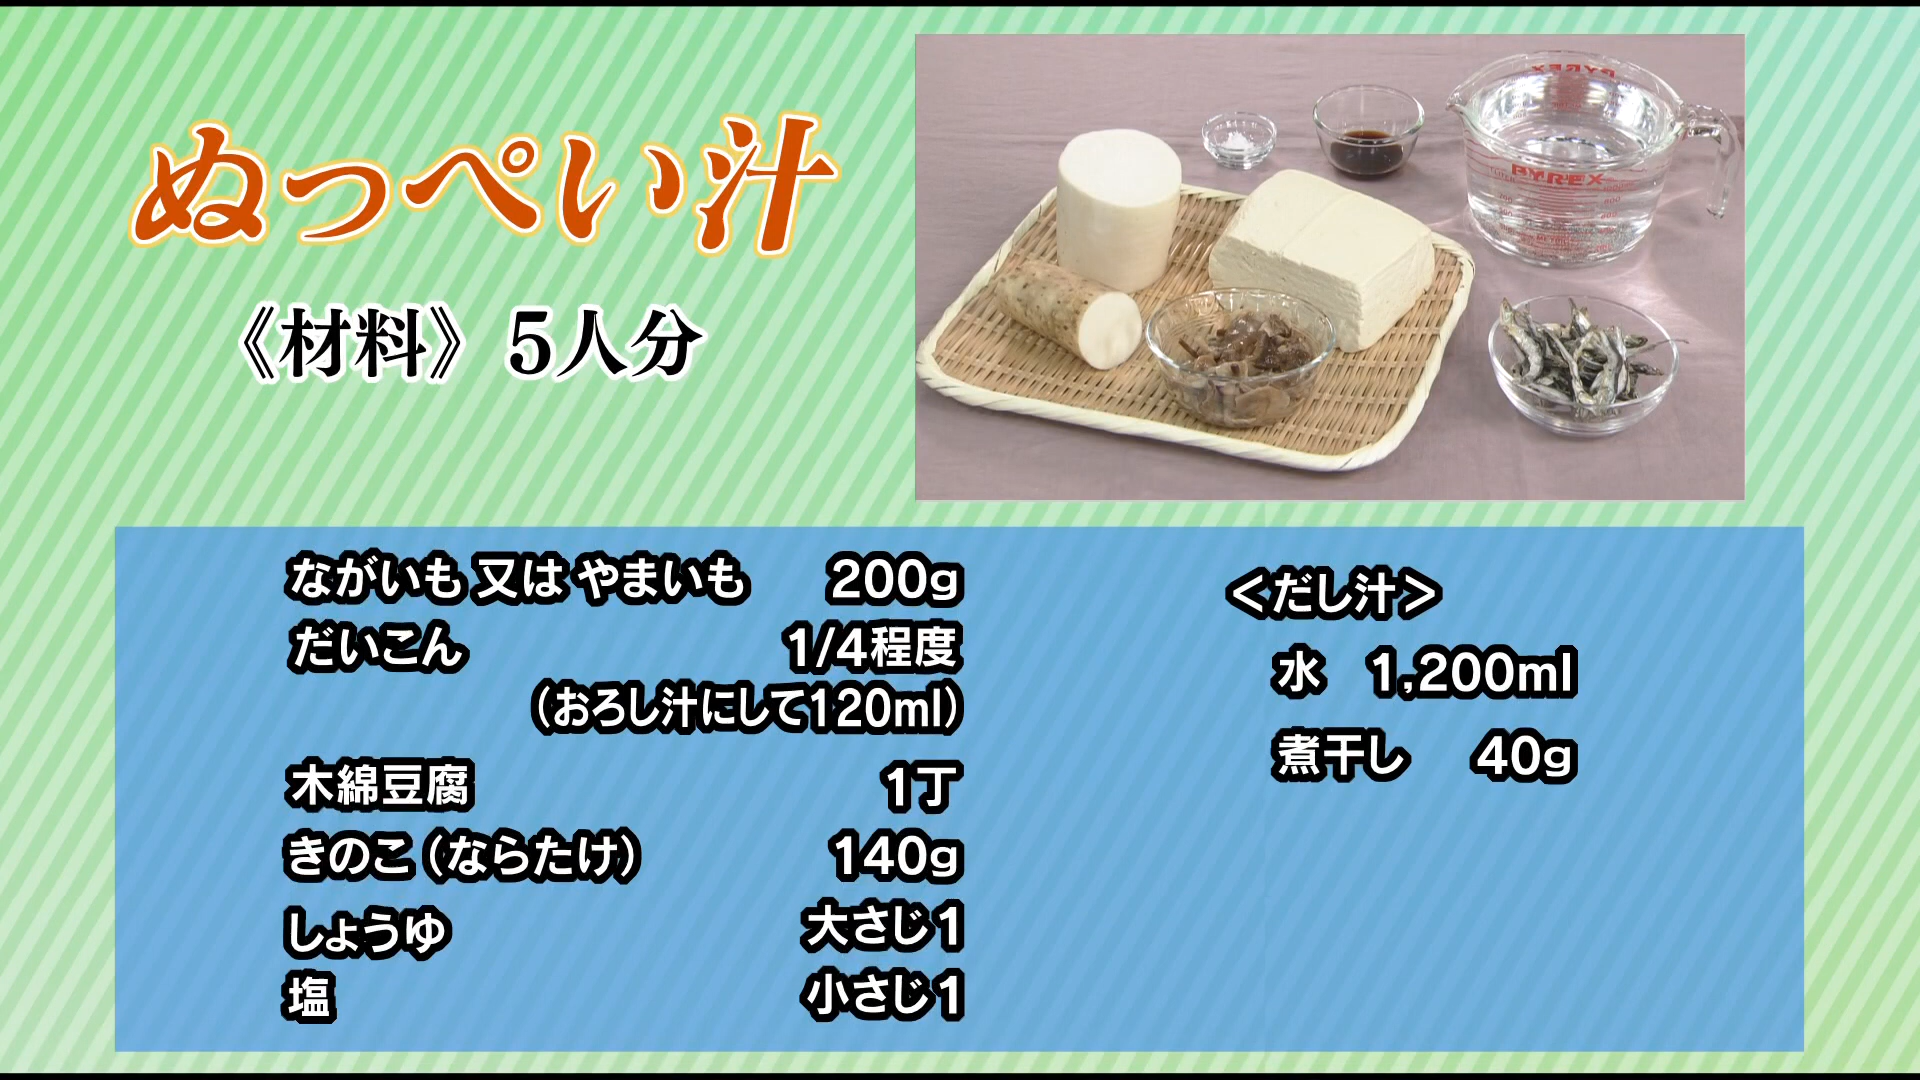 ぬっぺい汁
《材料》 5人分
PYREX
ながいも 又は やまいも 200g
だいこん 1/4程度
(おろし汁にして120ml)
木綿豆腐 1丁
きのこ(ならたけ) 140g
しょうゆ 大さじ1
塩 小さじ1
<だし汁>
水 1,200ml
煮干し 40g